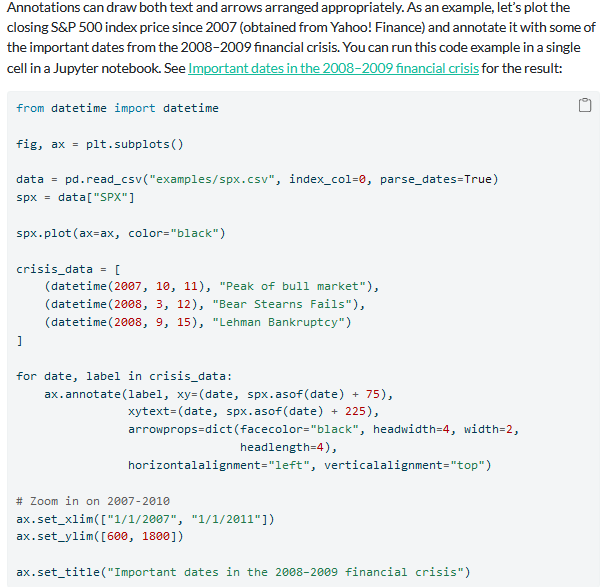 Annotations can draw both text and arrows arranged appropriately. As an example, let’s plot the
closing S&P 500 index price since 2007 (obtained from Yahoo! Finance) and annotate it with some of
the important dates from the 2008–2009 financial crisis. You can run this code example in a single
cell in a Jupyter notebook. See Important dates in the 2008–2009 financial crisis for the result:
from datetime import datetime
fig, ax = plt.subplots()
data = pd.read_csv("examples/spx.csv", index_col=0, parse_dates=True)
spx = data["SPX"]
spx.plot(ax=ax, color="black")
crisis_data = [
    (datetime(2007, 10, 11), "Peak of bull market"),
    (datetime(2008, 3, 12), "Bear Stearns Fails"),
    (datetime(2008, 9, 15), "Lehman Bankruptcy")
]
for date, label in crisis_data:
    ax.annotate(label, xy=(date, spx.asof(date) + 75),
                xytext=(date, spx.asof(date) + 225),
                arrowprops=dict(facecolor="black", headwidth=4, width=2,
                                headlength=4),
                horizontalalignment="left", verticalalignment="top")
# Zoom in on 2007-2010
ax.set_xlim(["1/1/2007", "1/1/2011"])
ax.set_ylim([600, 1800])
ax.set_title("Important dates in the 2008-2009 financial crisis")